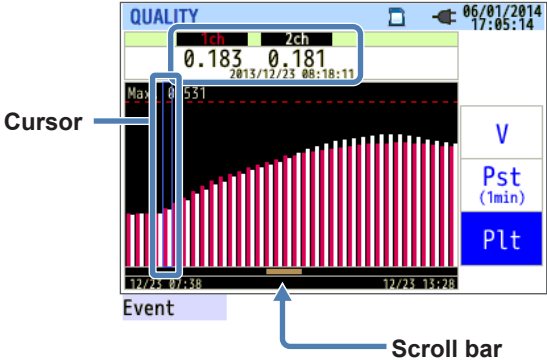 QUALITY
06/01/2014
17:05:14
1ch 2ch
0.183 0.181
2013/12/23 08:18:11
Max. 0.531
Cursor
V
Pst
(1min)
Plt
12/23 07:38 12/23 13:28
Event
Scroll bar